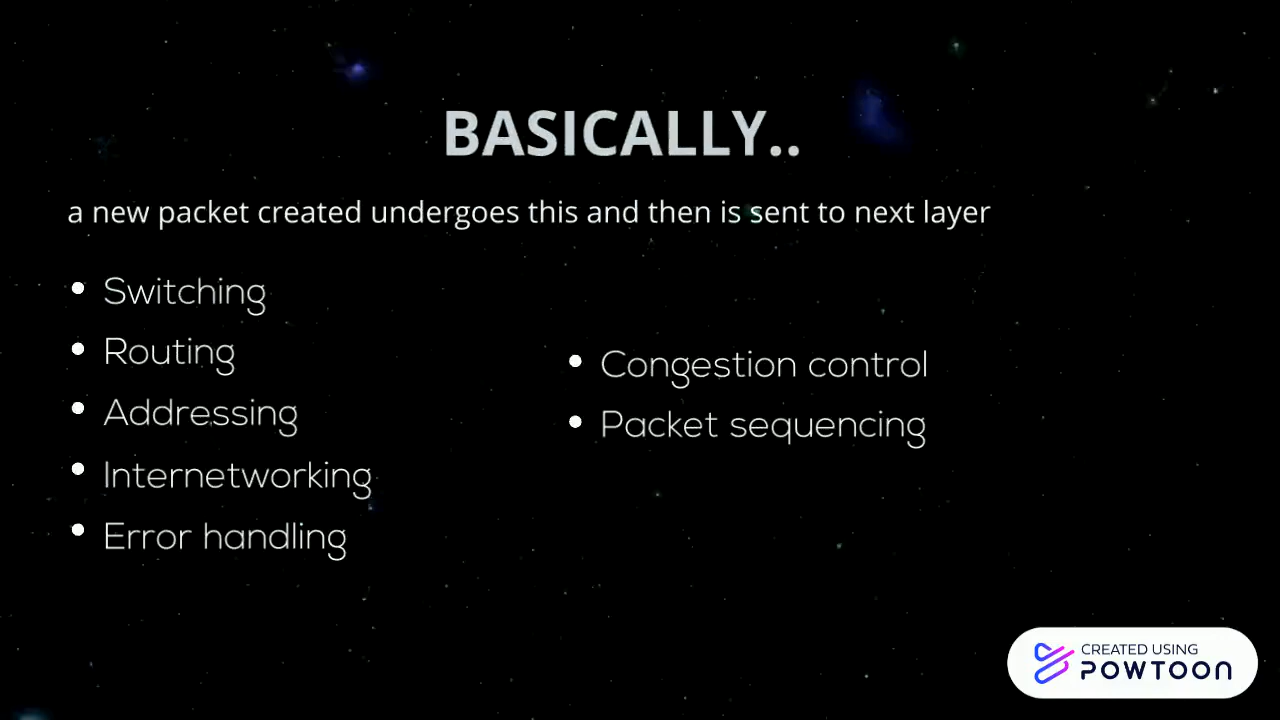 BASICALLY..
a new packet created undergoes this and then is sent to next layer
• Switching
• Routing
• Addressing
• Internetworking
• Error handling
• Congestion control
• Packet sequencing
CREATED USING
POWTOON